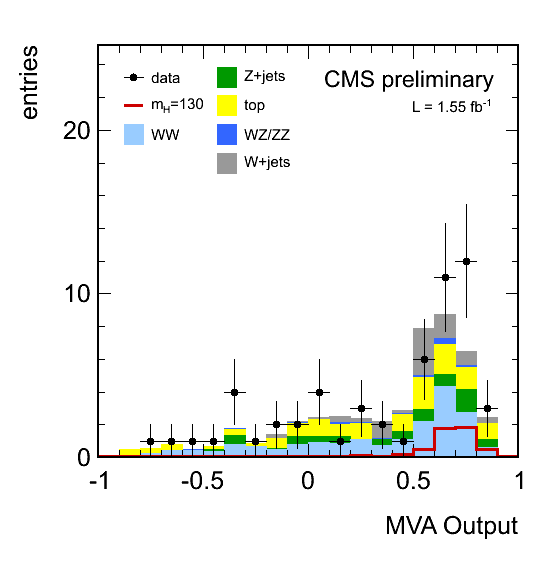 entries
data
m_H=130
WW
Z+jets
top
WZ/ZZ
W+jets
CMS preliminary
L = 1.55 fb⁻¹
20
10
0
-1 -0.5 0 0.5 1
MVA Output